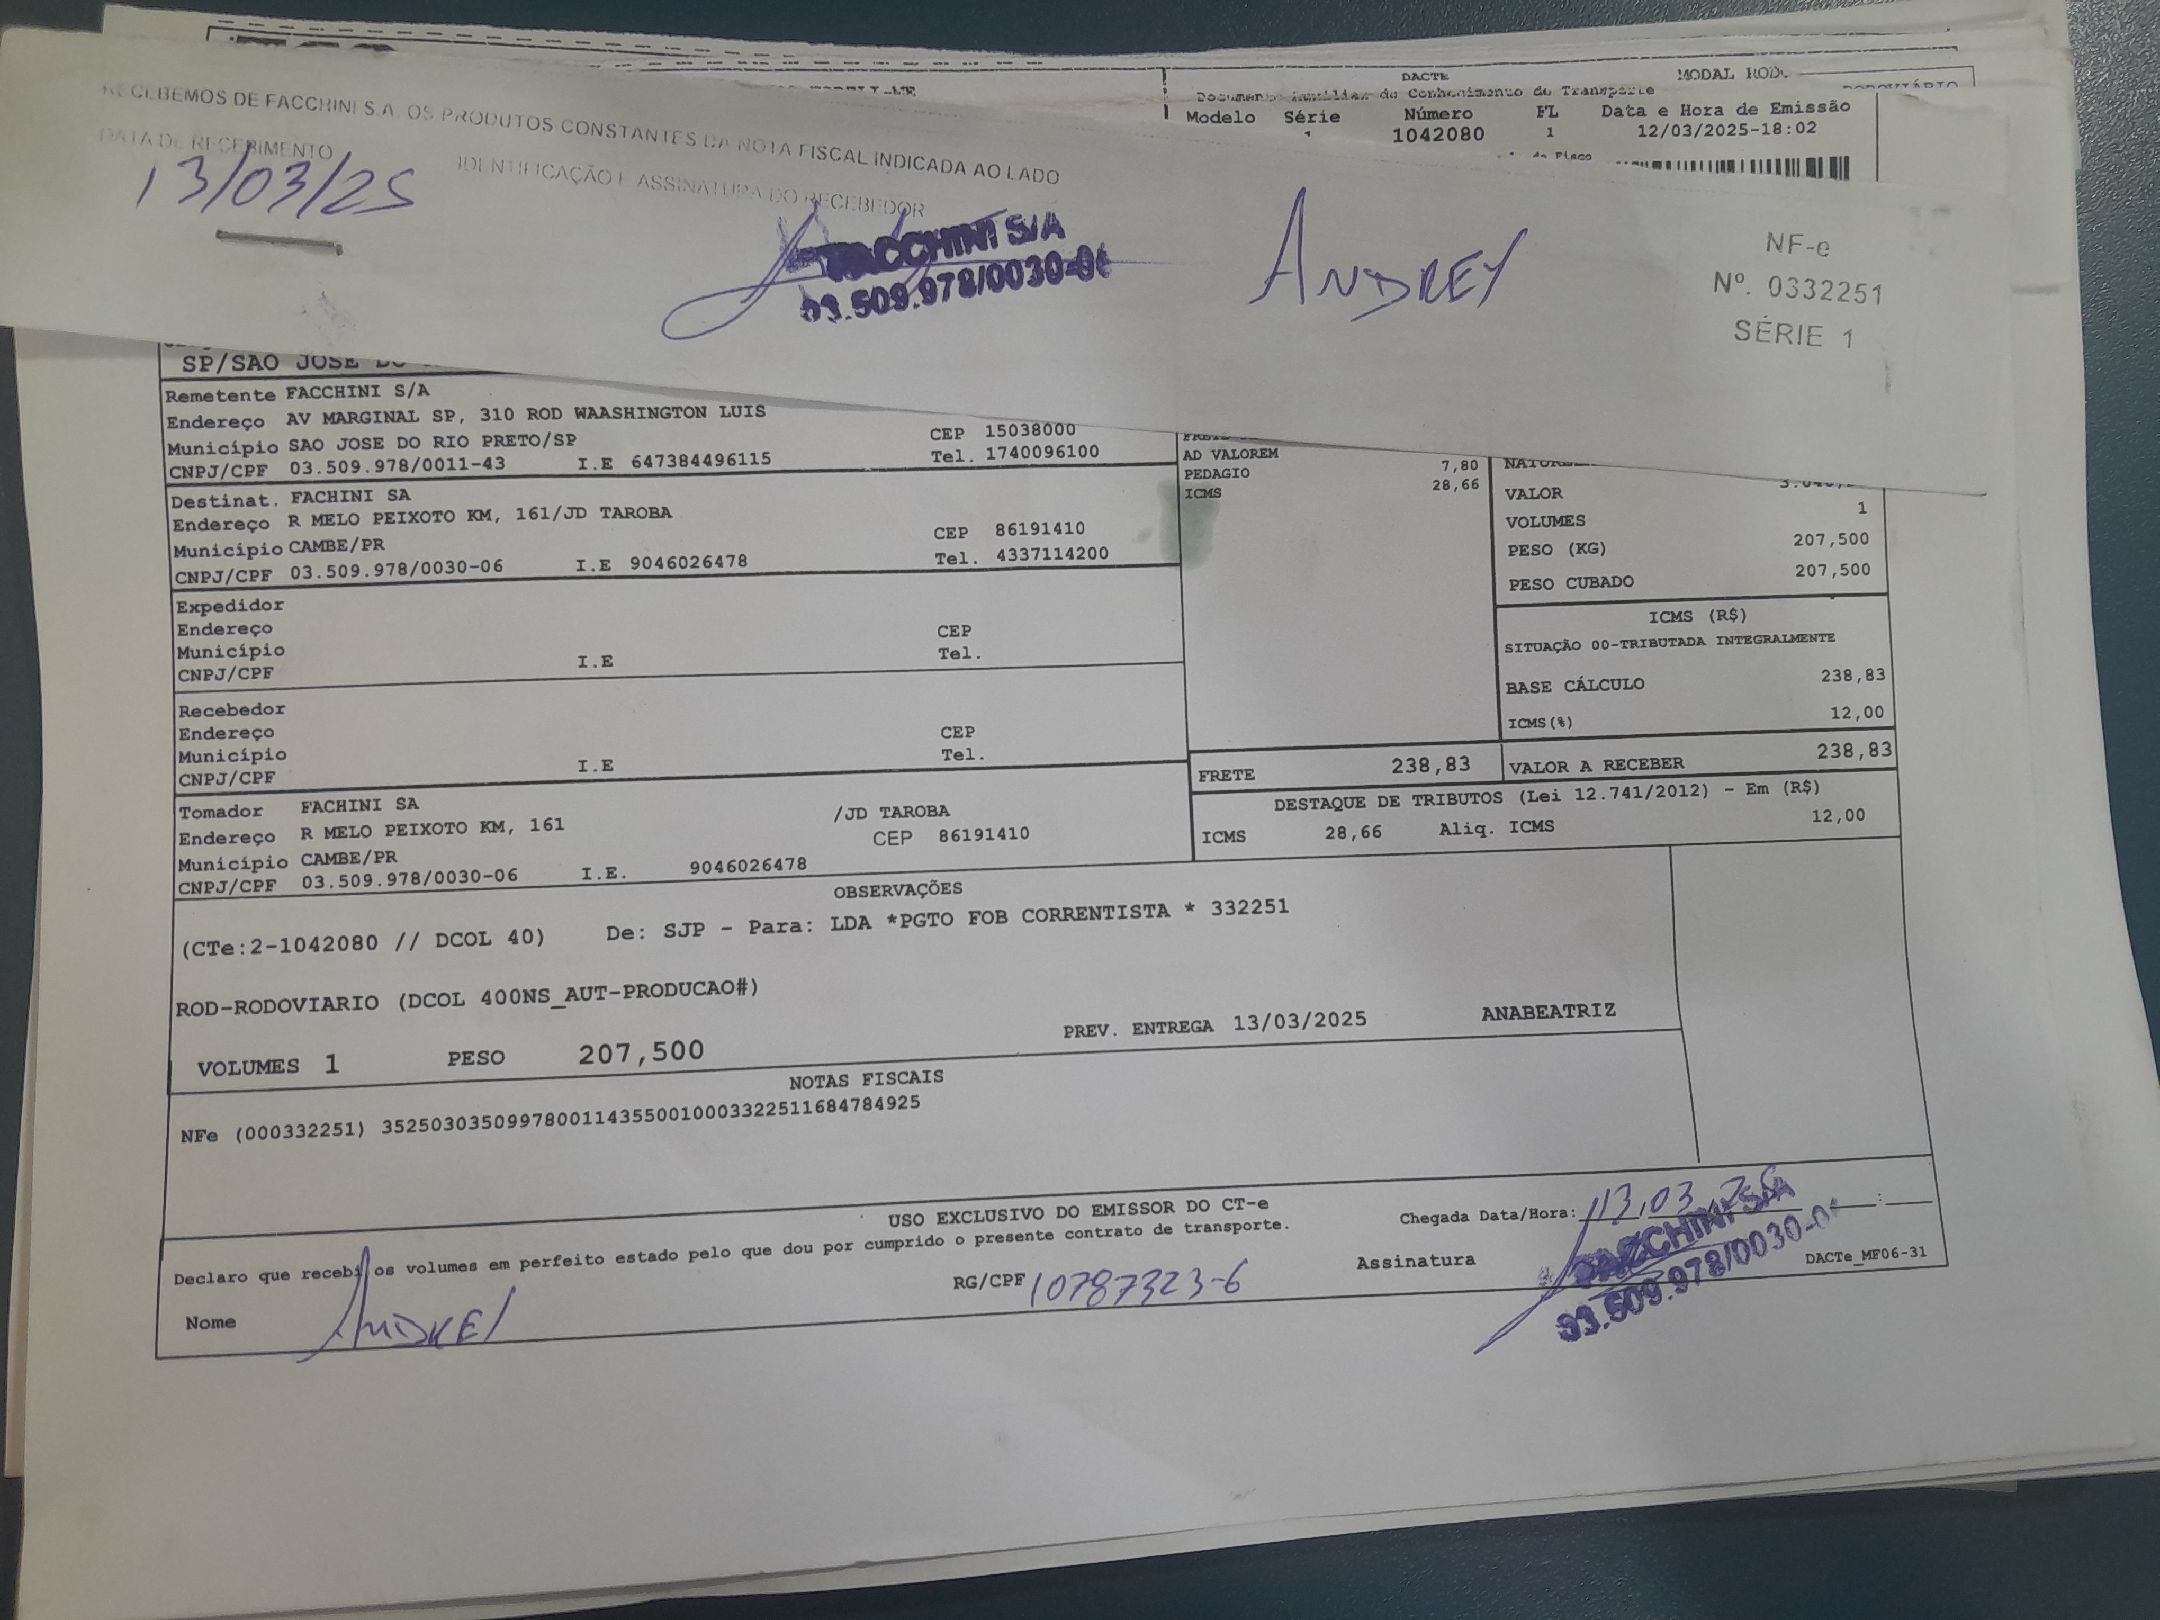 RECEBEMOS DE FACCHINI S.A. OS PRODUTOS CONSTANTES DA NOTA FISCAL INDICADA AO LADO
DATA DE RECEBIMENTO
IDENTIFICAÇÃO E ASSINATURA DO RECEBEDOR
13/03/25
FACCHINI S/A
03.509.978/0030-0
ANDREY
NF-e
Nº. 0332251
SÉRIE 1
DACTE
MODAL
Documento Auxiliar do Conhecimento de Transporte
RODOVIÁRIO
Modelo Série Número FL Data e Hora de Emissão
1042080 1 12/03/2025-18:02
SP/SAO JOSE DO
Remetente FACCHINI S/A
Endereço AV MARGINAL SP, 310 ROD WAASHINGTON LUIS
Município SAO JOSE DO RIO PRETO/SP CEP 15038000
CNPJ/CPF 03.509.978/0011-43 I.E 647384496115 Tel. 1740096100
Destinat. FACHINI SA
Endereço R MELO PEIXOTO KM, 161/JD TAROBA
Município CAMBE/PR CEP 86191410
CNPJ/CPF 03.509.978/0030-06 I.E 9046026478 Tel. 4337114200
Expedidor
Endereço
Município CEP
CNPJ/CPF I.E Tel.
Recebedor
Endereço
Município CEP
CNPJ/CPF I.E Tel.
Tomador FACHINI SA
Endereço R MELO PEIXOTO KM, 161 /JD TAROBA
Município CAMBE/PR CEP 86191410
CNPJ/CPF 03.509.978/0030-06 I.E. 9046026478
AD VALOREM
PEDAGIO 7,80
ICMS 28,66
VALOR
VOLUMES 1
PESO (KG) 207,500
PESO CUBADO 207,500
ICMS (R$)
SITUAÇÃO 00-TRIBUTADA INTEGRALMENTE
BASE CÁLCULO 238,83
ICMS(%) 12,00
FRETE 238,83 VALOR A RECEBER 238,83
DESTAQUE DE TRIBUTOS (Lei 12.741/2012) - Em (R$)
ICMS 28,66 Aliq. ICMS 12,00
OBSERVAÇÕES
(CTe:2-1042080 // DCOL 40) De: SJP - Para: LDA *PGTO FOB CORRENTISTA * 332251
ROD-RODOVIARIO (DCOL 400NS_AUT-PRODUCAO#)
VOLUMES 1 PESO 207,500 PREV. ENTREGA 13/03/2025 ANABEATRIZ
NOTAS FISCAIS
NFe (000332251) 35250303509978001143550010003322511684784925
USO EXCLUSIVO DO EMISSOR DO CT-e
Declaro que recebi os volumes em perfeito estado pelo que dou por cumprido o presente contrato de transporte.
Chegada Data/Hora: 13,03,25 :
Nome ANDREI RG/CPF 10787323-6 Assinatura
FACCHINI S/A
03.509.978/0030-0
DACTe_MF06-31